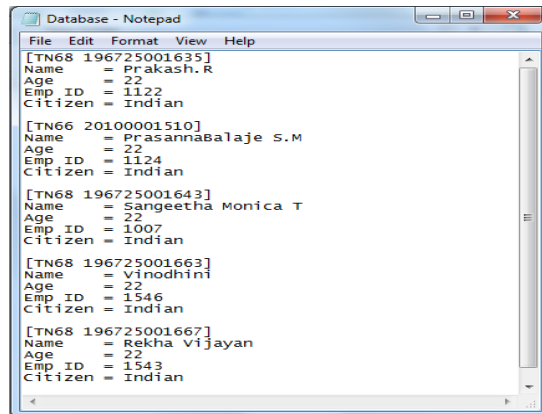 Database - Notepad
File Edit Format View Help
[TN68 196725001635]
Name = Prakash.R
Age = 22
Emp ID = 1122
Citizen = Indian
[TN66 20100001510]
Name = PrasannaBalaje S.M
Age = 22
Emp ID = 1124
Citizen = Indian
[TN68 196725001643]
Name = Sangeetha Monica T
Age = 22
Emp ID = 1007
Citizen = Indian
[TN68 196725001663]
Name = Vinodhini
Age = 22
Emp ID = 1546
Citizen = Indian
[TN68 196725001667]
Name = Rekha Vijayan
Age = 22
Emp ID = 1543
Citizen = Indian